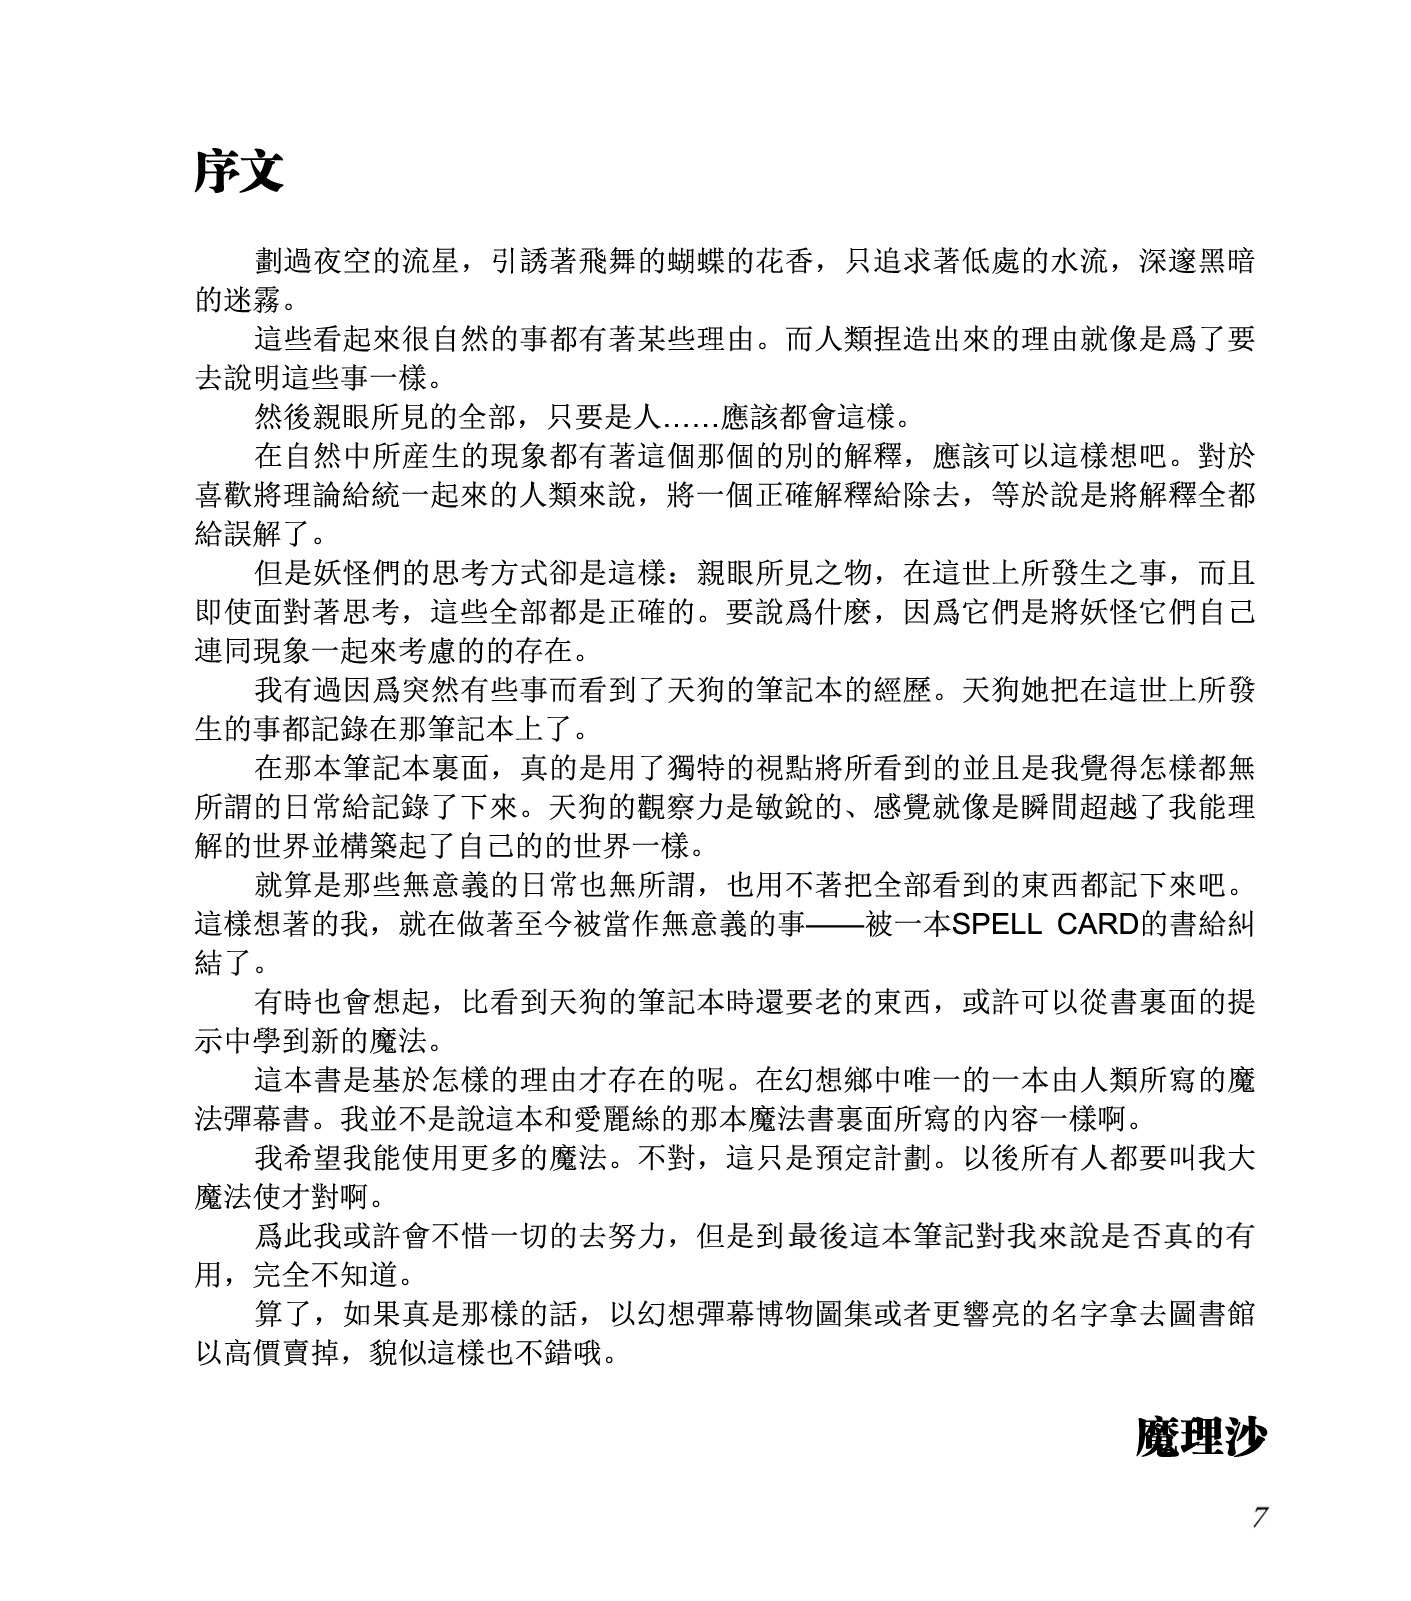 序文
劃過夜空的流星，引誘著飛舞的蝴蝶的花香，只追求著低處的水流，深邃黑暗
的迷霧。
這些看起來很自然的事都有著某些理由。而人類捏造出來的理由就像是爲了要
去說明這些事一樣。
然後親眼所見的全部，只要是人……應該都會這樣。
在自然中所產生的現象都有著這個那個的別的解釋，應該可以這樣想吧。對於
喜歡將理論給統一起來的人類來說，將一個正確解釋給除去，等於說是將解釋全都
給誤解了。
但是妖怪們的思考方式卻是這樣：親眼所見之物，在這世上所發生之事，而且
即使面對著思考，這些全部都是正確的。要說爲什麼，因爲它們是將妖怪它們自己
連同現象一起來考慮的的存在。
我有過因爲突然有些事而看到了天狗的筆記本的經歷。天狗她把在這世上所發
生的事都記錄在那筆記本上了。
在那本筆記本裏面，真的是用了獨特的視點將所看到的並且是我覺得怎樣都無
所謂的日常給記錄了下來。天狗的觀察力是敏銳的、感覺就像是瞬間超越了我能理
解的世界並構築起了自己的的世界一樣。
就算是那些無意義的日常也無所謂，也用不著把全部看到的東西都記下來吧。
這樣想著的我，就在做著至今被當作無意義的事——被一本SPELL CARD的書給糾
結了。
有時也會想起，比看到天狗的筆記本時還要老的東西，或許可以從書裏面的提
示中學到新的魔法。
這本書是基於怎樣的理由才存在的呢。在幻想鄉中唯一的一本由人類所寫的魔
法彈幕書。我並不是說這本和愛麗絲的那本魔法書裏面所寫的內容一樣啊。
我希望我能使用更多的魔法。不對，這只是預定計劃。以後所有人都要叫我大
魔法使才對啊。
爲此我或許會不惜一切的去努力，但是到最後這本筆記對我來說是否真的有
用，完全不知道。
算了，如果真是那樣的話，以幻想彈幕博物圖集或者更響亮的名字拿去圖書館
以高價賣掉，貌似這樣也不錯哦。
魔理沙
7